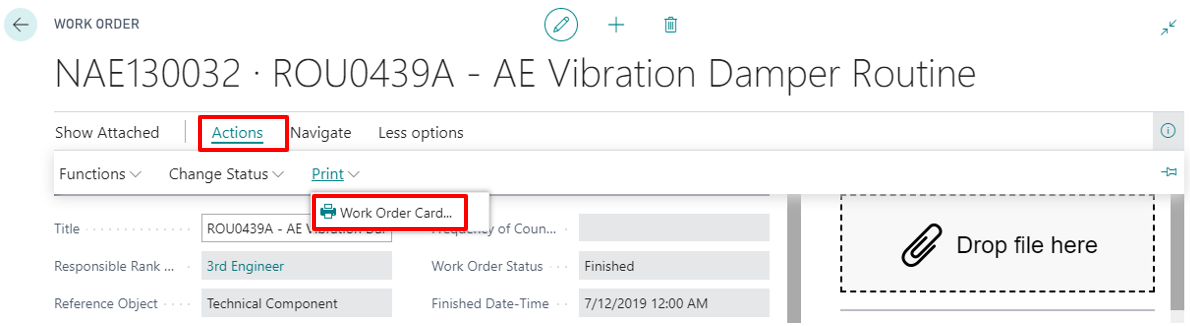 WORK ORDER
NAE130032 · ROU0439A - AE Vibration Damper Routine
Show Attached Actions Navigate Less options
Functions Change Status Print
Work Order Card...
Title ROU0439A - AE Vibration Dar Frequency of Coun...
Responsible Rank ... 3rd Engineer Work Order Status Finished
Reference Object Technical Component Finished Date-Time 7/12/2019 12:00 AM
Drop file here